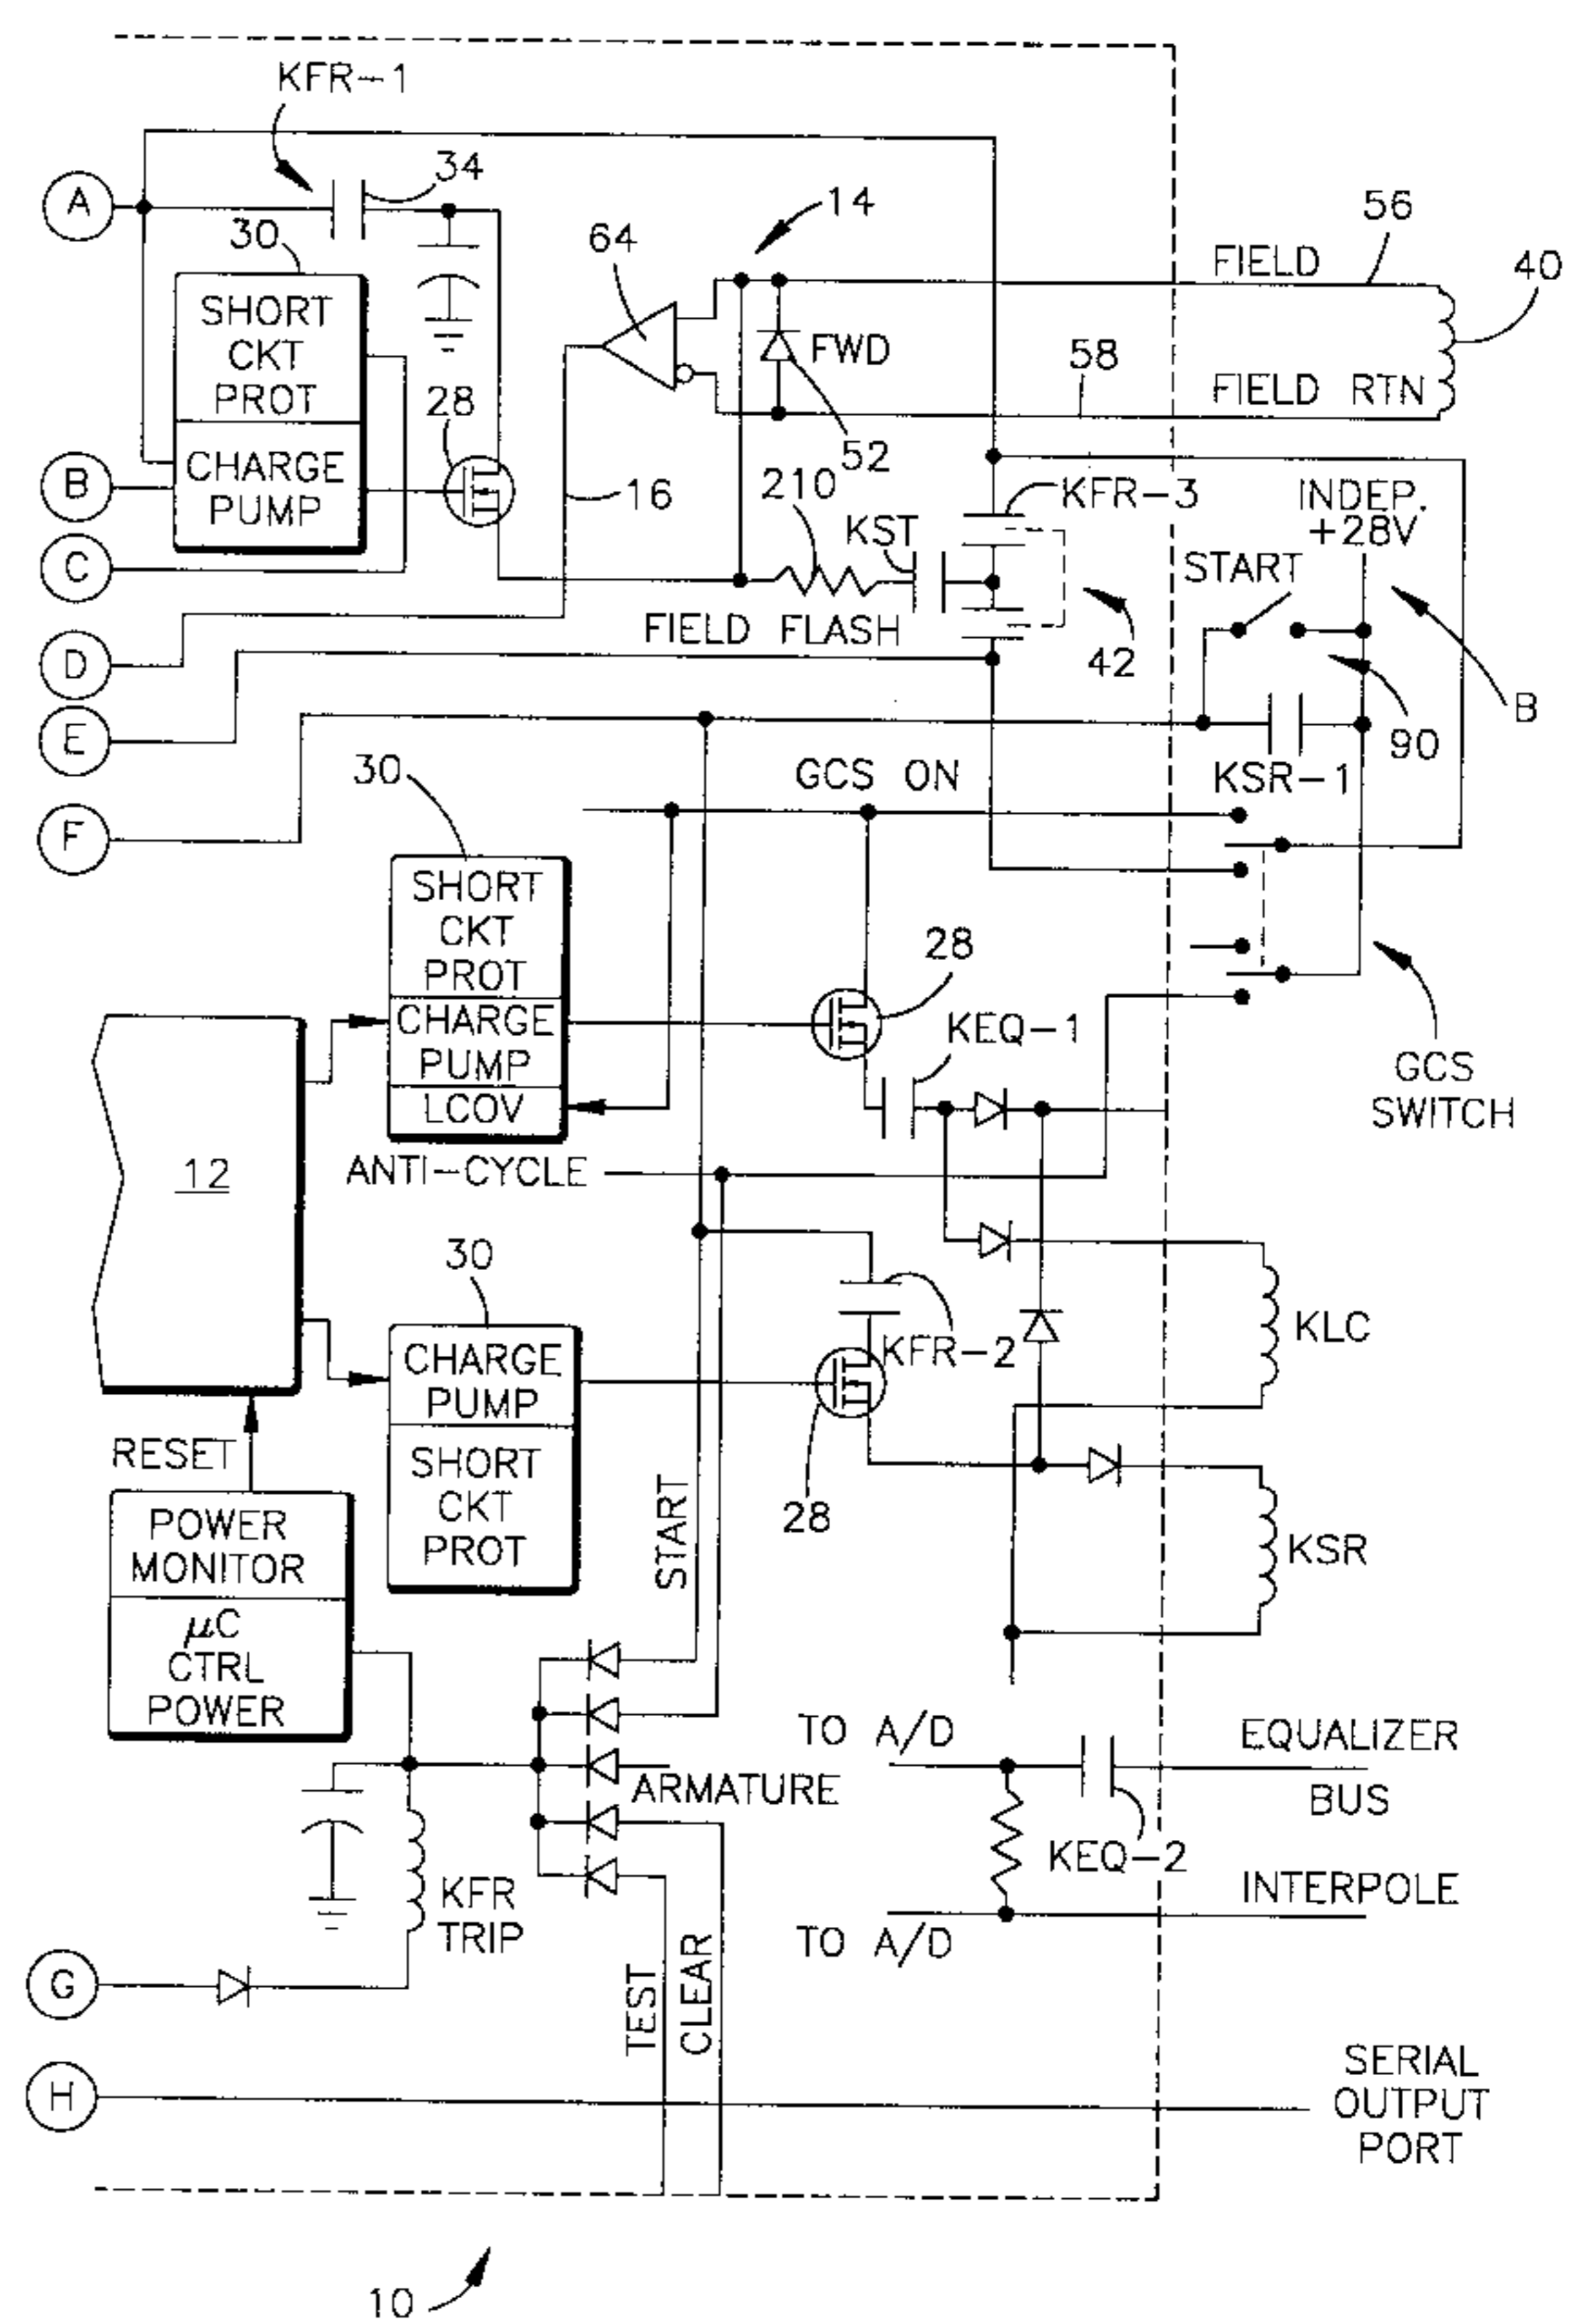 KFR-1
A
34
30
SHORT
CKT
PROT
CHARGE
PUMP
28
64
14
FWD
52
FIELD
56
40
58
FIELD RTN
B
C
16
210
KST
KFR-3
INDEP.
+28V
START
FIELD FLASH
42
B
90
D
E
F
KSR-1
GCS ON
30
SHORT
CKT
PROT
CHARGE
PUMP
LCOV
28
KEQ-1
GCS
SWITCH
12
ANTI-CYCLE
30
CHARGE
PUMP
SHORT
CKT
PROT
KFR-2
28
KLC
KSR
RESET
POWER
MONITOR
μC
CTRL
POWER
START
TO A/D
ARMATURE
EQUALIZER
BUS
KEQ-2
INTERPOLE
TO A/D
KFR
TRIP
G
TEST
CLEAR
H
SERIAL
OUTPUT
PORT
10